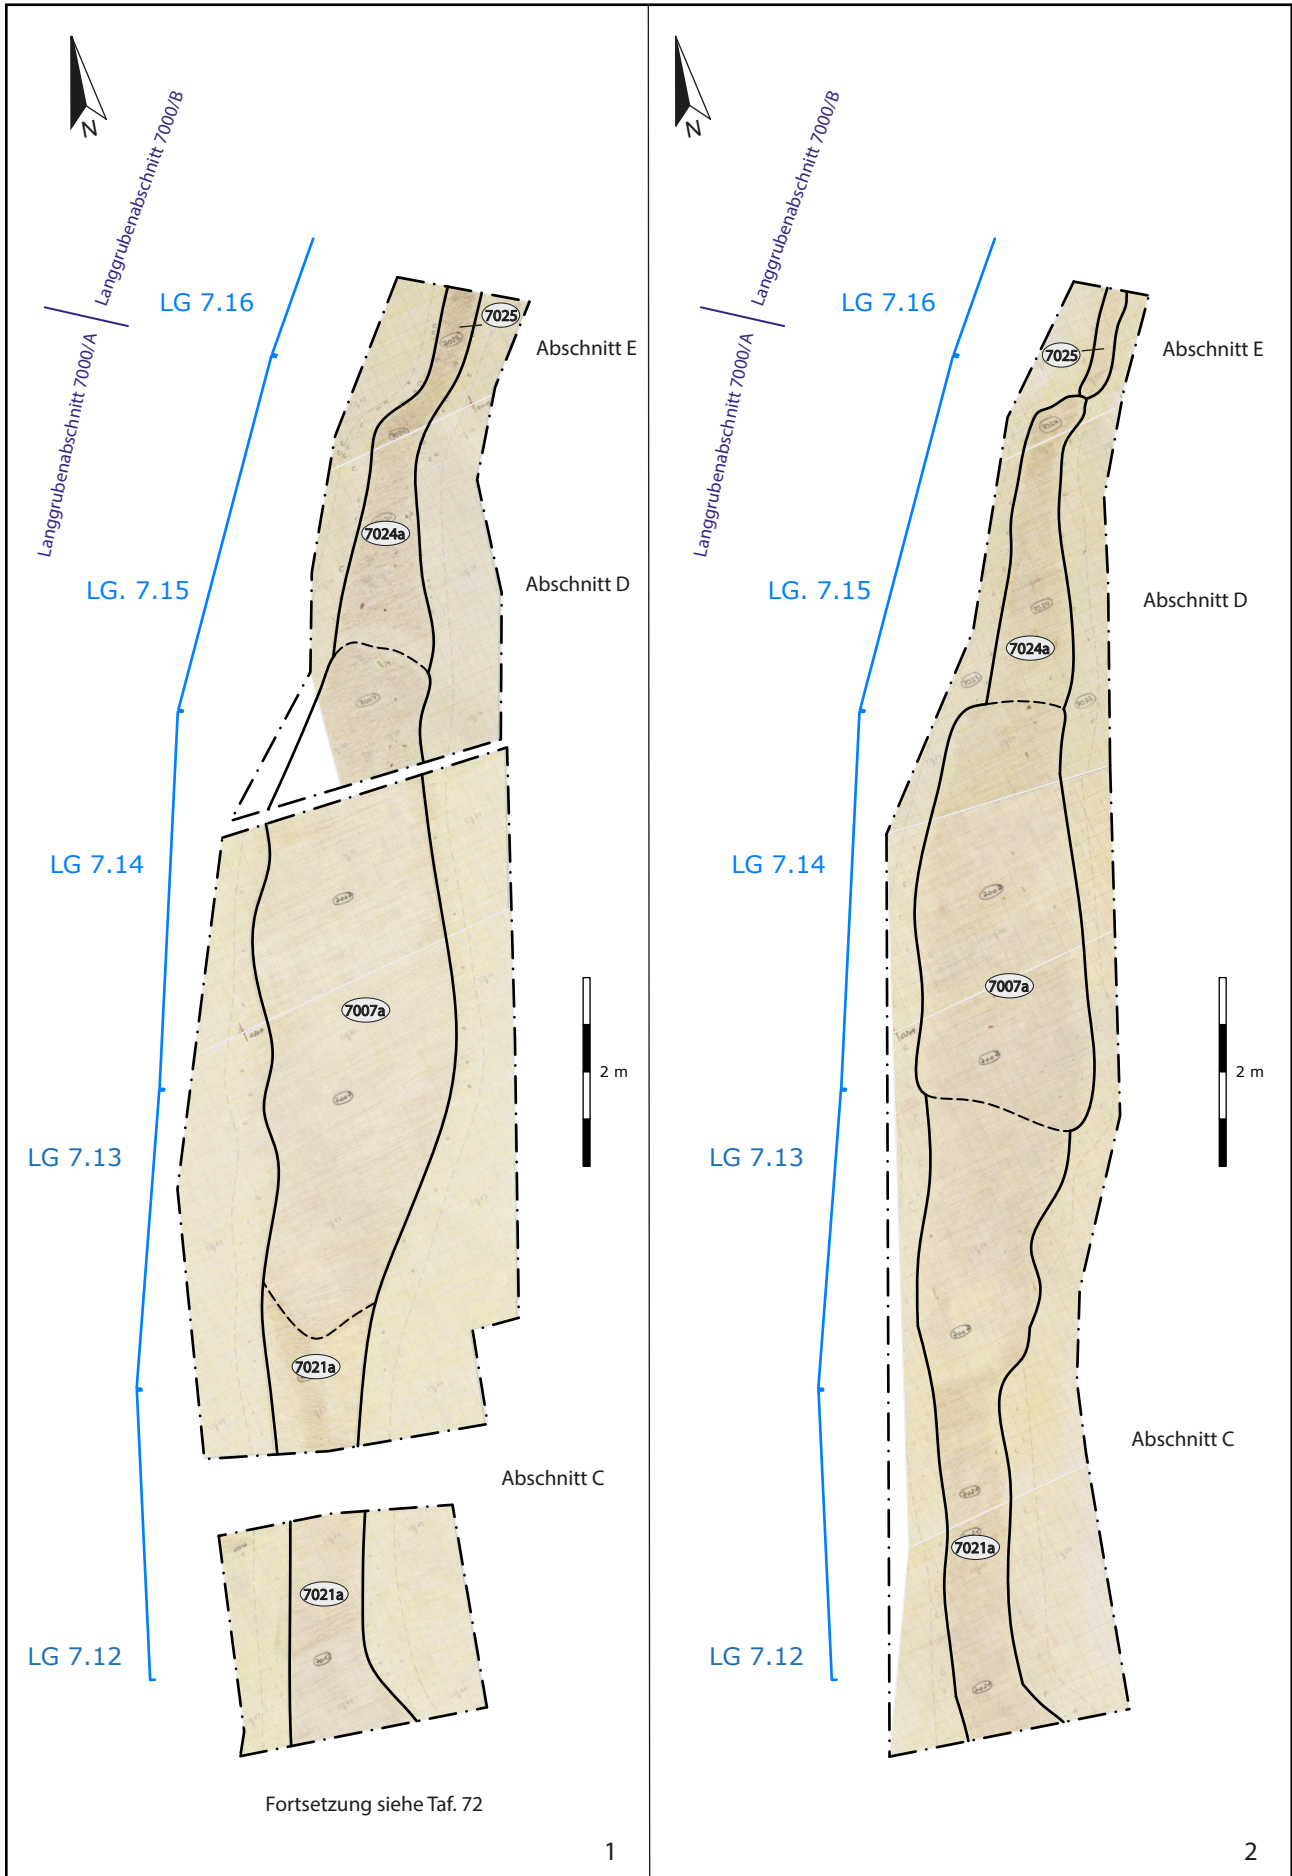 N
Langgrubenabschnitt 7000/B
Langgrubenabschnitt 7000/A
LG 7.16
7025
Abschnitt E
7024a
LG. 7.15
Abschnitt D
LG 7.14
7007a
2 m
LG 7.13
7021a
Abschnitt C
7021a
LG 7.12
Fortsetzung siehe Taf. 72
1
N
Langgrubenabschnitt 7000/B
Langgrubenabschnitt 7000/A
LG 7.16
7025
Abschnitt E
LG. 7.15
Abschnitt D
7024a
LG 7.14
7007a
2 m
LG 7.13
Abschnitt C
7021a
LG 7.12
2